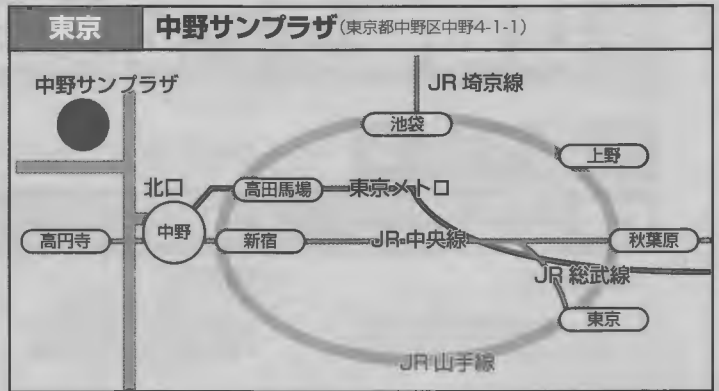 東京 中野サンプラザ(東京都中野区中野4-1-1)
中野サンプラザ
JR 埼京線
池袋
上野
北口
高田馬場
東京メトロ
高円寺
中野
新宿
JR 中央線
秋葉原
JR 総武線
東京
JR 山手線